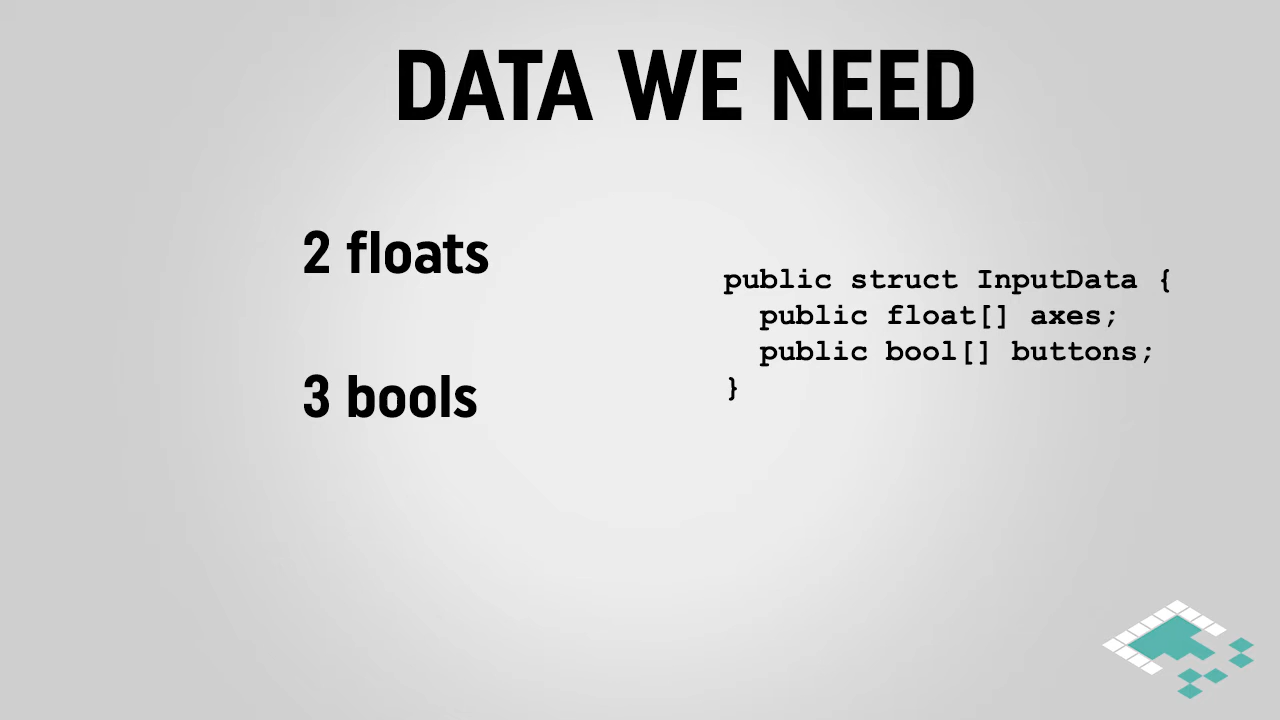 DATA WE NEED
2 floats
3 bools
public struct InputData {
  public float[] axes;
  public bool[] buttons;
}